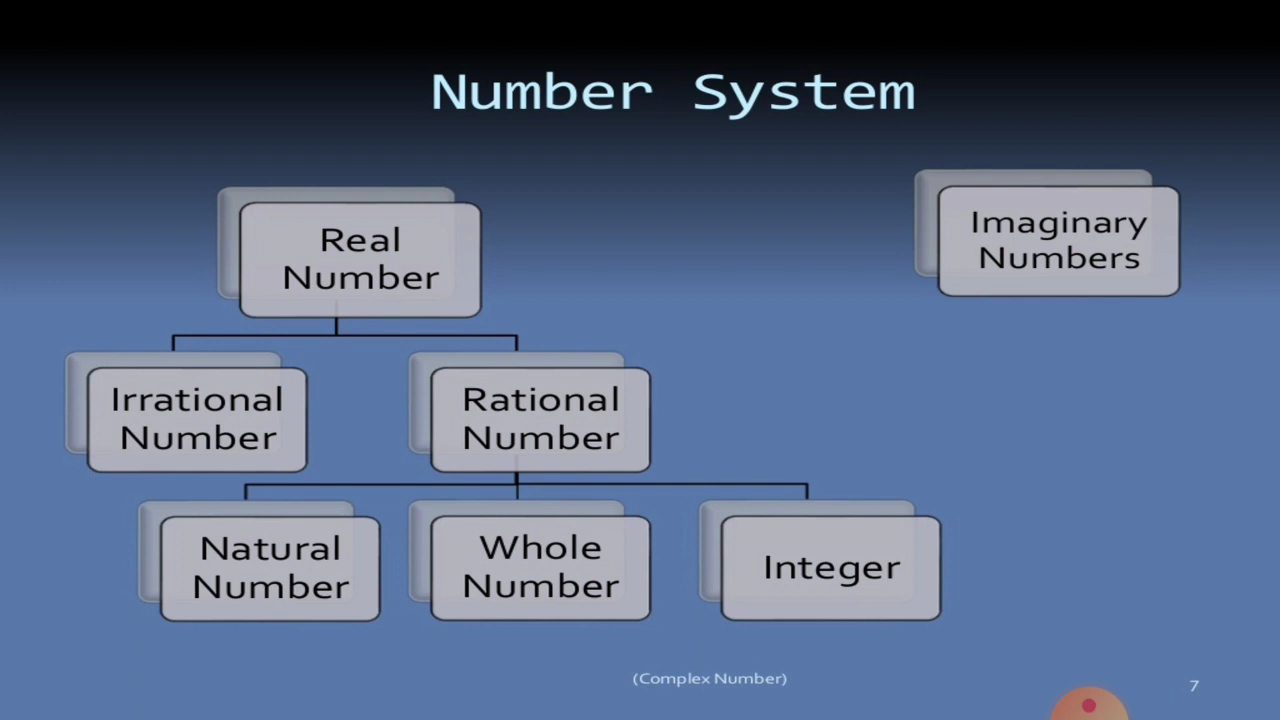 Number System
Real
Number
Imaginary
Numbers
Irrational
Number
Rational
Number
Natural
Number
Whole
Number
Integer
(Complex Number)
7